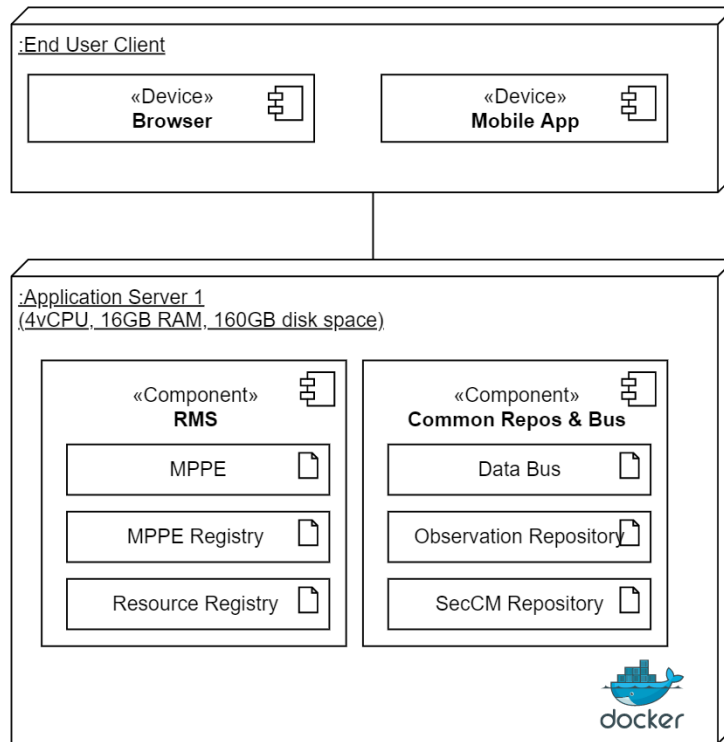 :End User Client
«Device»
Browser
«Device»
Mobile App
:Application Server 1
(4vCPU, 16GB RAM, 160GB disk space)
«Component»
RMS
MPPE
MPPE Registry
Resource Registry
«Component»
Common Repos & Bus
Data Bus
Observation Repository
SecCM Repository
docker